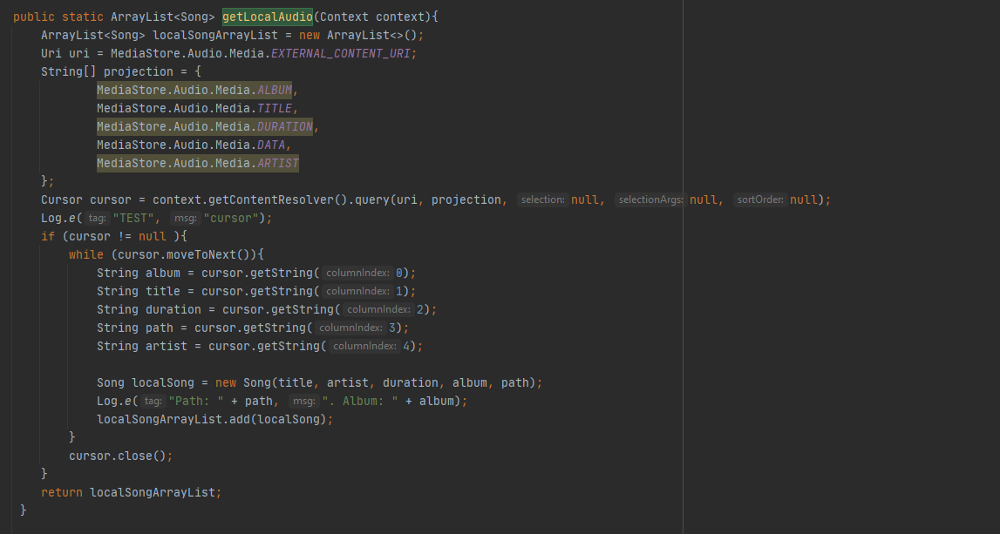 public static ArrayList<Song> getLocalAudio(Context context){
ArrayList<Song> localSongArrayList = new ArrayList<>();
Uri uri = MediaStore.Audio.Media.EXTERNAL_CONTENT_URI;
String[] projection = {
MediaStore.Audio.Media.ALBUM,
MediaStore.Audio.Media.TITLE,
MediaStore.Audio.Media.DURATION,
MediaStore.Audio.Media.DATA,
MediaStore.Audio.Media.ARTIST
};
Cursor cursor = context.getContentResolver().query(uri, projection, selection: null, selectionArgs: null, sortOrder: null);
Log.e( tag: "TEST", msg: "cursor");
if (cursor != null ){
while (cursor.moveToNext()){
String album = cursor.getString( columnIndex: 0);
String title = cursor.getString( columnIndex: 1);
String duration = cursor.getString( columnIndex: 2);
String path = cursor.getString( columnIndex: 3);
String artist = cursor.getString( columnIndex: 4);
Song localSong = new Song(title, artist, duration, album, path);
Log.e( tag: "Path: " + path, msg: ". Album: " + album);
localSongArrayList.add(localSong);
}
cursor.close();
}
return localSongArrayList;
}